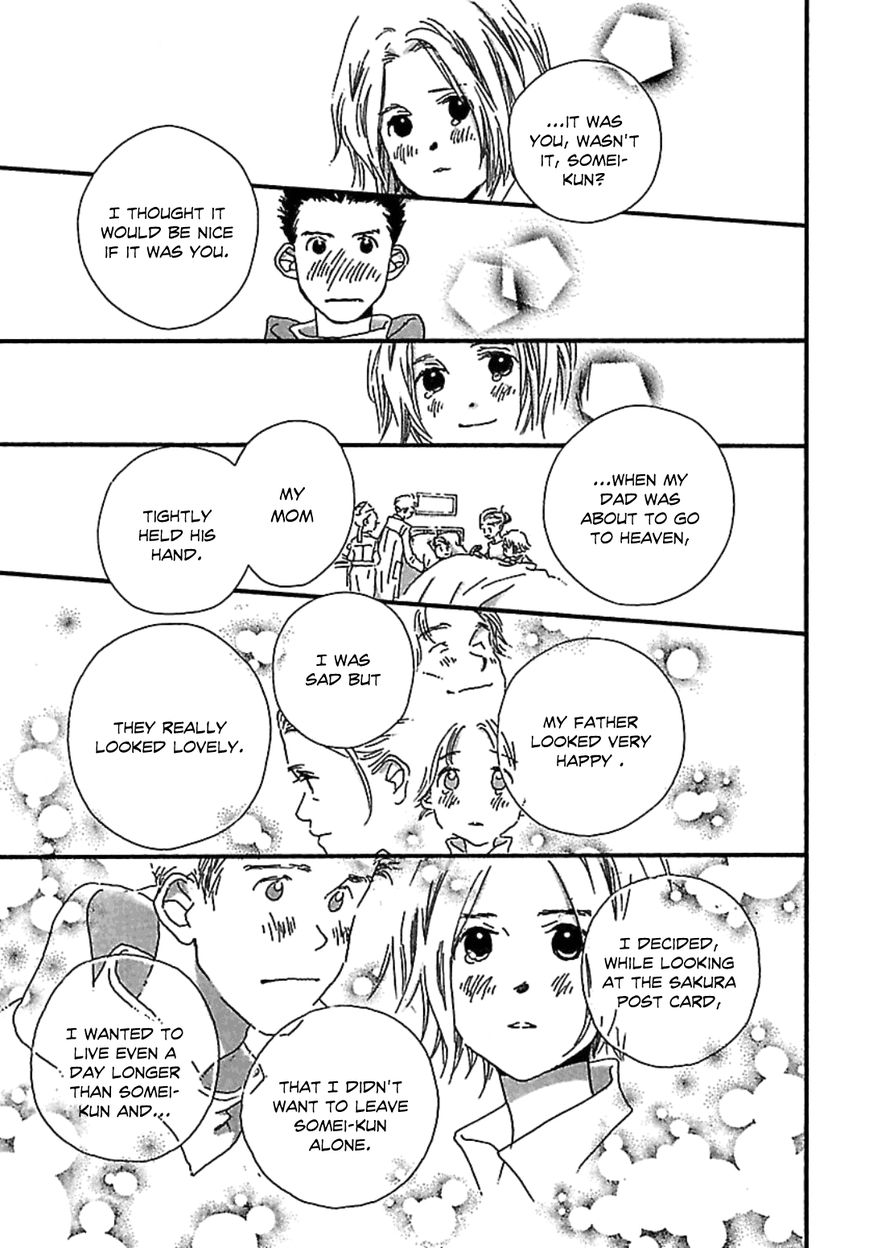 ...IT WAS
YOU, WASN'T
IT, SOMEI-
KUN?
I THOUGHT IT
WOULD BE NICE
IF IT WAS YOU.
...WHEN MY
DAD WAS
ABOUT TO GO
TO HEAVEN,
MY
MOM
TIGHTLY
HELD HIS
HAND.
MY FATHER
LOOKED VERY
HAPPY .
I WAS
SAD BUT
THEY REALLY
LOOKED LOVELY.
I DECIDED,
WHILE LOOKING
AT THE SAKURA
POST CARD,
THAT I DIDN'T
WANT TO LEAVE
SOMEI-KUN
ALONE.
I WANTED TO
LIVE EVEN A
DAY LONGER
THAN SOMEI-
KUN AND...